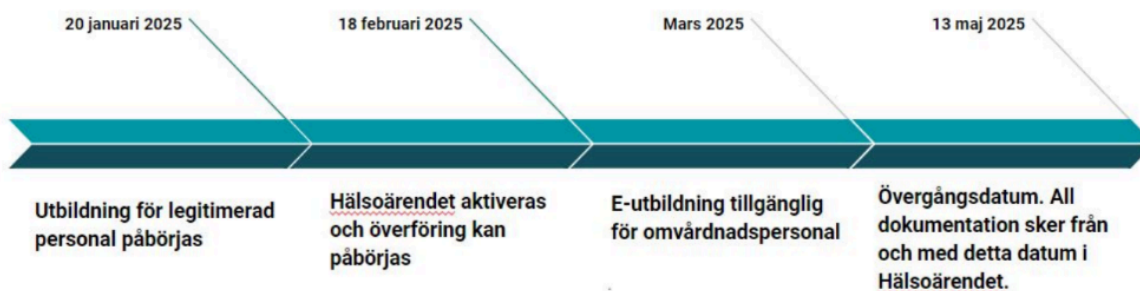 20 januari 2025
18 februari 2025
Mars 2025
13 maj 2025
Utbildning för legitimerad
personal påbörjas
Hälsoärendet aktiveras
och överföring kan
påbörjas
E-utbildning tillgänglig
för omvårdnadspersonal
Övergångsdatum. All
dokumentation sker från
och med detta datum i
Hälsoärendet.